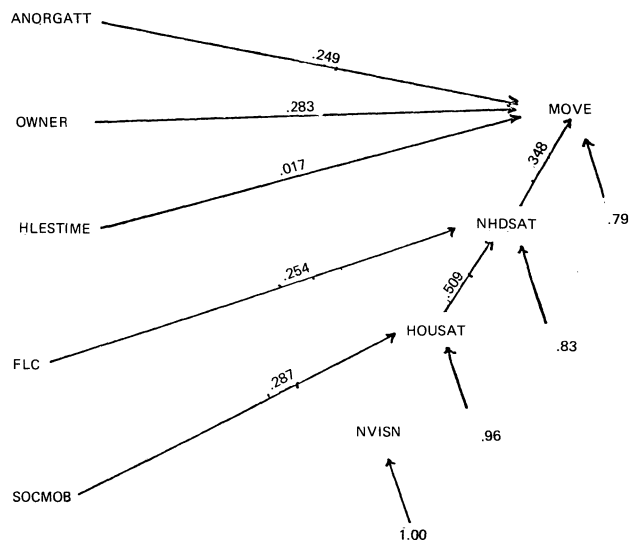 ANORGATT
.249
.283
OWNER
MOVE
.348
.017
.79
HLESTIME
NHDSAT
.254
.509
HOUSAT
.83
FLC
.287
NVISN
.96
SOCMOB
1.00